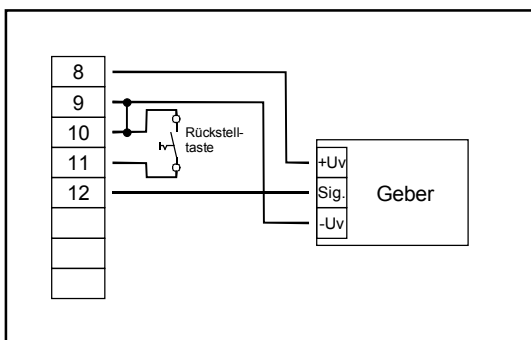 8
9
10
11
12
Rückstell-
taste
+Uv
Sig.
-Uv
Geber